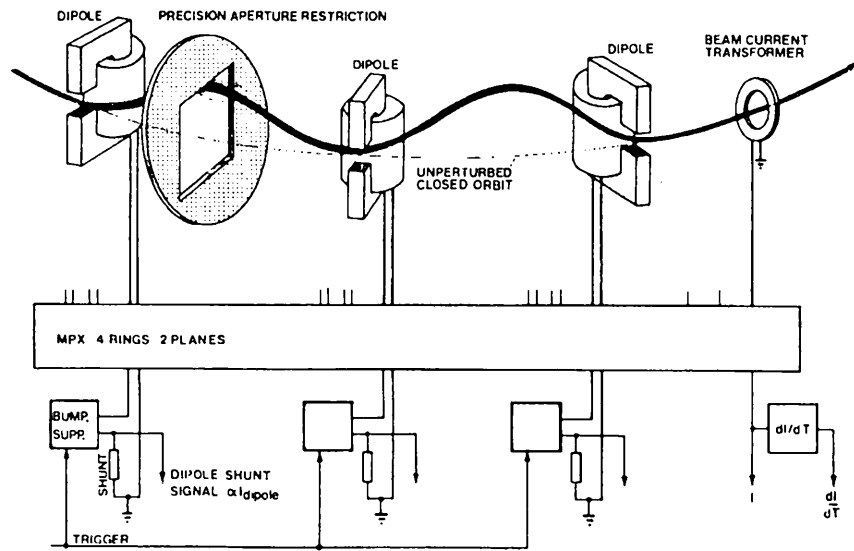 DIPOLE
PRECISION APERTURE RESTRICTION
DIPOLE
DIPOLE
BEAM CURRENT
TRANSFORMER
UNPERTURBED
CLOSED ORBIT
MPX 4 RINGS 2 PLANES
BUMP.
SUPP.
SHUNT
DIPOLE SHUNT
SIGNAL αIdipole
TRIGGER
dI/dT
I
dI
dT